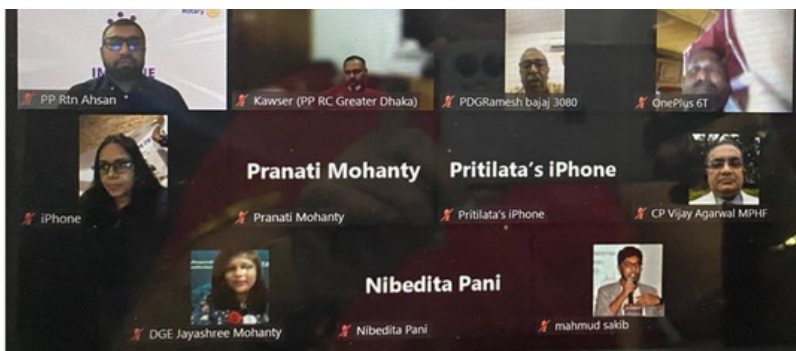 Rotary
PP Rtn Ahsan
Kawser (PP RC Greater Dhaka)
PDGRamesh bajaj 3080
OnePlus 6T
Pranati Mohanty
Pritilata's iPhone
iPhone
Pranati Mohanty
Pritilata's iPhone
CP Vijay Agarwal MPHF
Nibedita Pani
DGE Jayashree Mohanty
Nibedita Pani
mahmud sakib